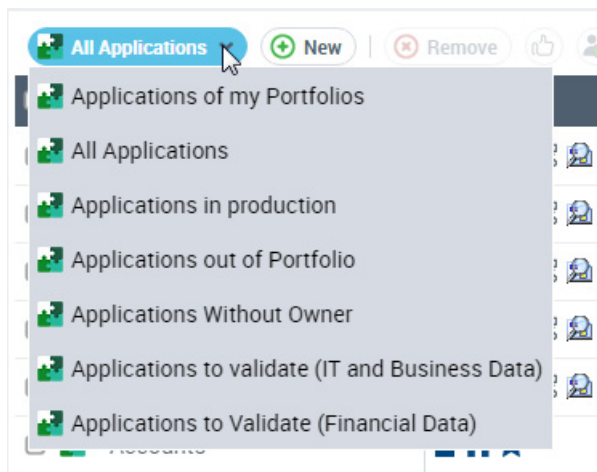 All Applications New Remove
Applications of my Portfolios
All Applications
Applications in production
Applications out of Portfolio
Applications Without Owner
Applications to validate (IT and Business Data)
Applications to Validate (Financial Data)
Accounts